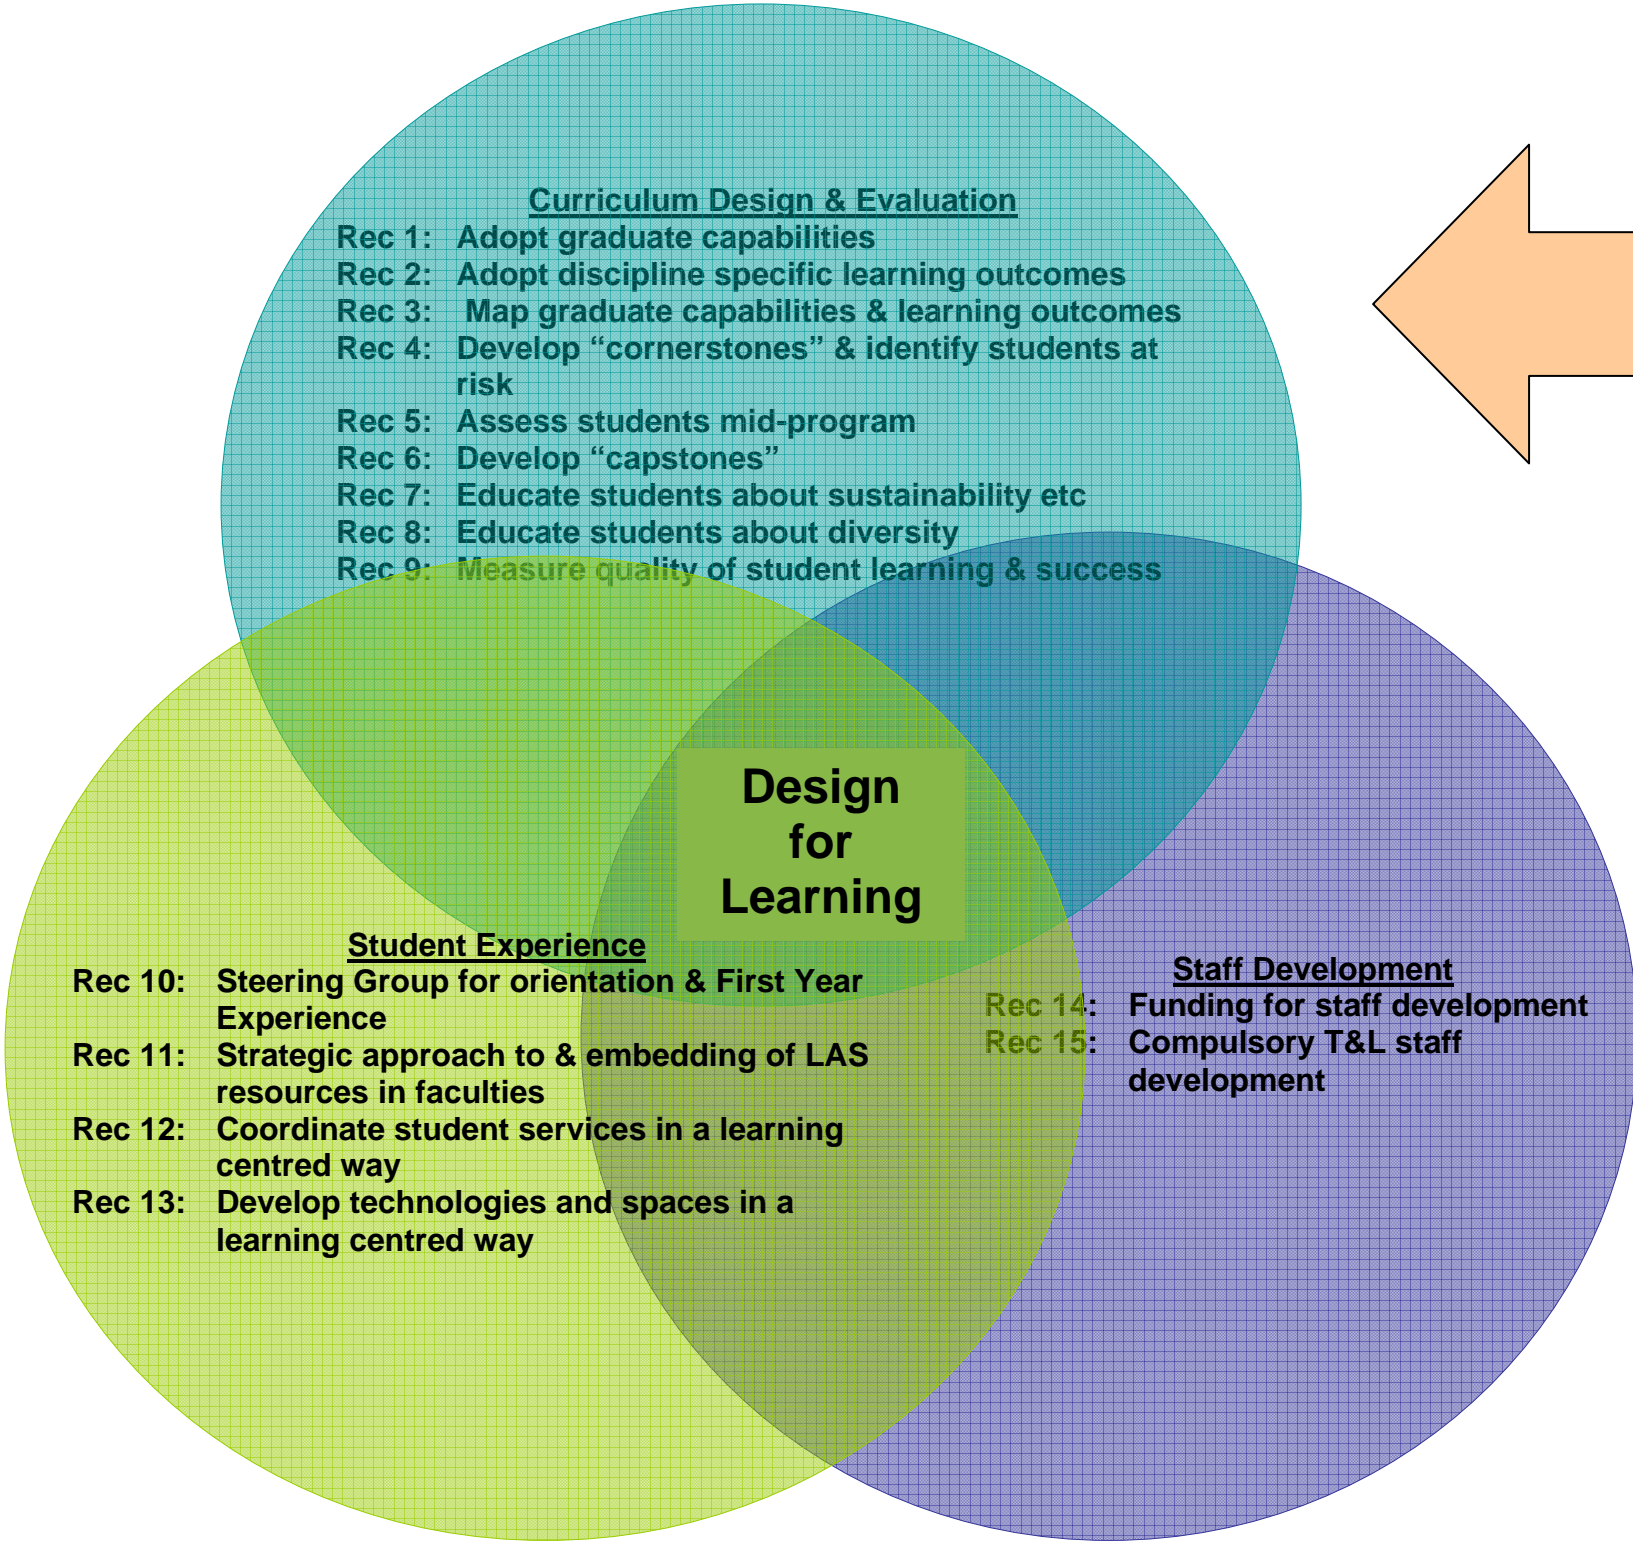 Curriculum Design & Evaluation
Rec 1: Adopt graduate capabilities
Rec 2: Adopt discipline specific learning outcomes
Rec 3: Map graduate capabilities & learning outcomes
Rec 4: Develop “cornerstones” & identify students at
risk
Rec 5: Assess students mid-program
Rec 6: Develop “capstones”
Rec 7: Educate students about sustainability etc
Rec 8: Educate students about diversity
Rec 9: Measure quality of student learning & success
Design
for
Learning
Student Experience
Rec 10: Steering Group for orientation & First Year
Experience
Rec 11: Strategic approach to & embedding of LAS
resources in faculties
Rec 12: Coordinate student services in a learning
centred way
Rec 13: Develop technologies and spaces in a
learning centred way
Staff Development
Rec 14: Funding for staff development
Rec 15: Compulsory T&L staff
development